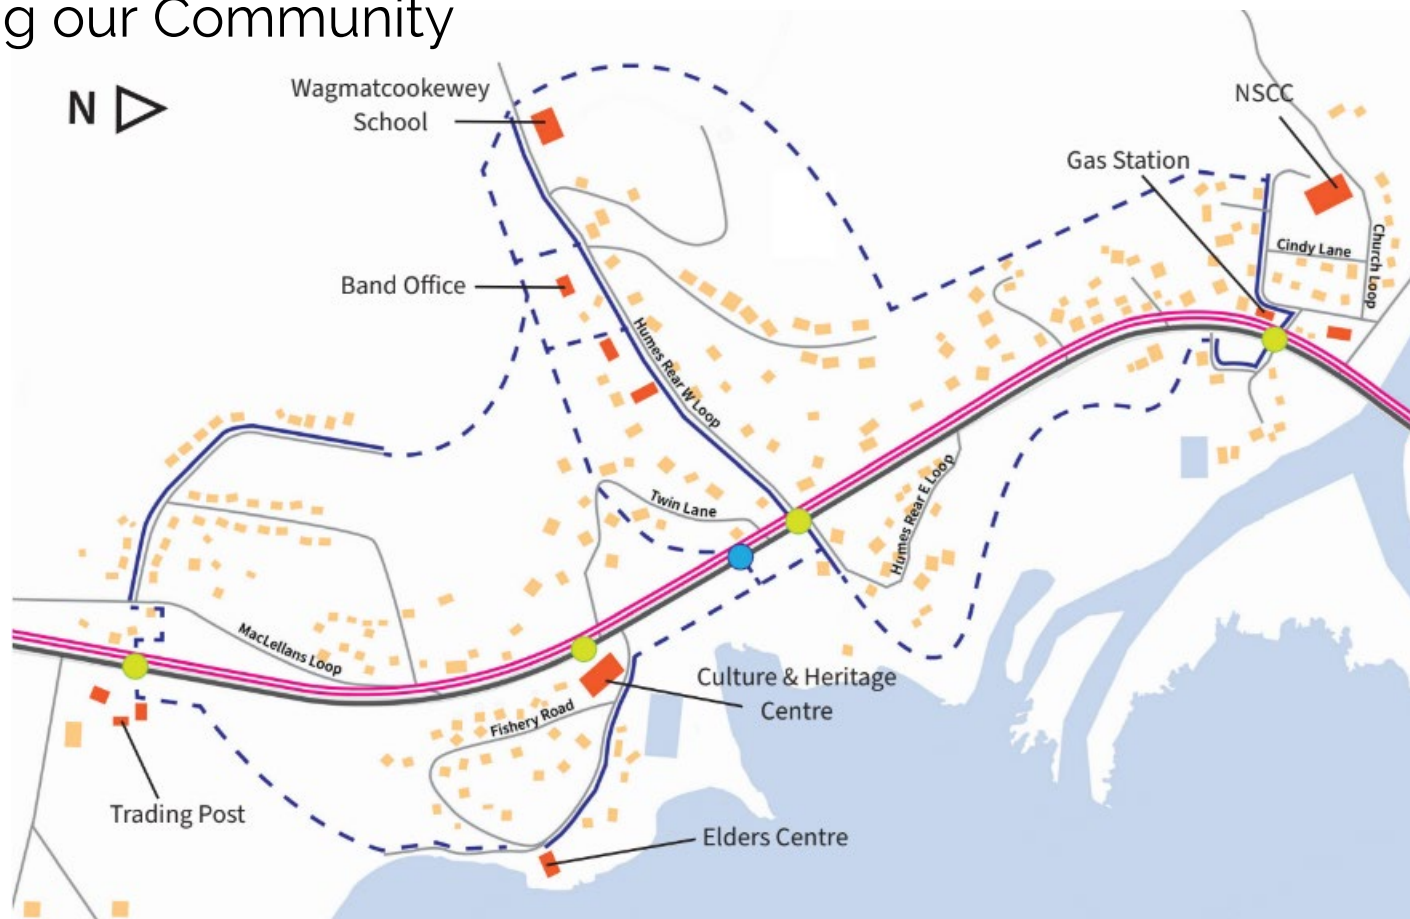 g our Community
N
Wagmatcookewey
School
NSCC
Gas Station
Cindy Lane
Church Loop
Band Office
Humes Rear W Loop
Twin Lane
Humes Rear E Loop
MacLellans Loop
Culture & Heritage
Centre
Fishery Road
Trading Post
Elders Centre